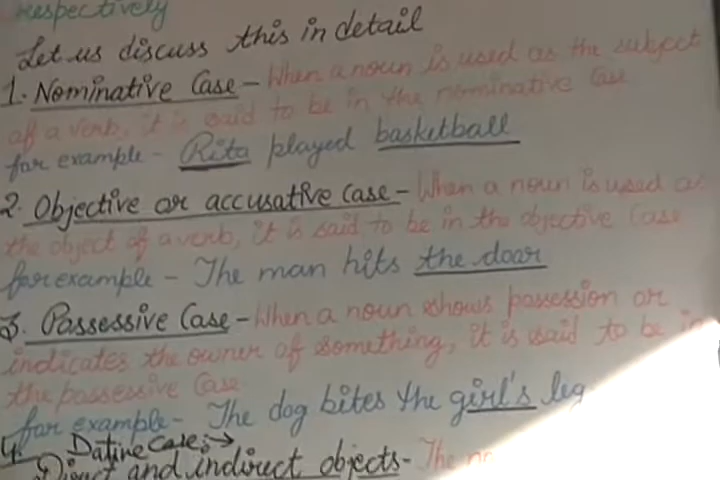 respectively
Let us discuss this in detail
1. Nominative Case - When a noun is used as the subject
of a verb, it is said to be in the nominative Case
for example - Rita played basketball
2. Objective or accusative Case - When a noun is used as
the object of a verb, it is said to be in the objective Case
for example - The man hits the door
3. Possessive Case - When a noun shows possession or
indicates the owner of something, it is said to be in
the possessive Case
for example - The dog bites the girl's leg
4. Dative Case :→
Direct and indirect objects - The